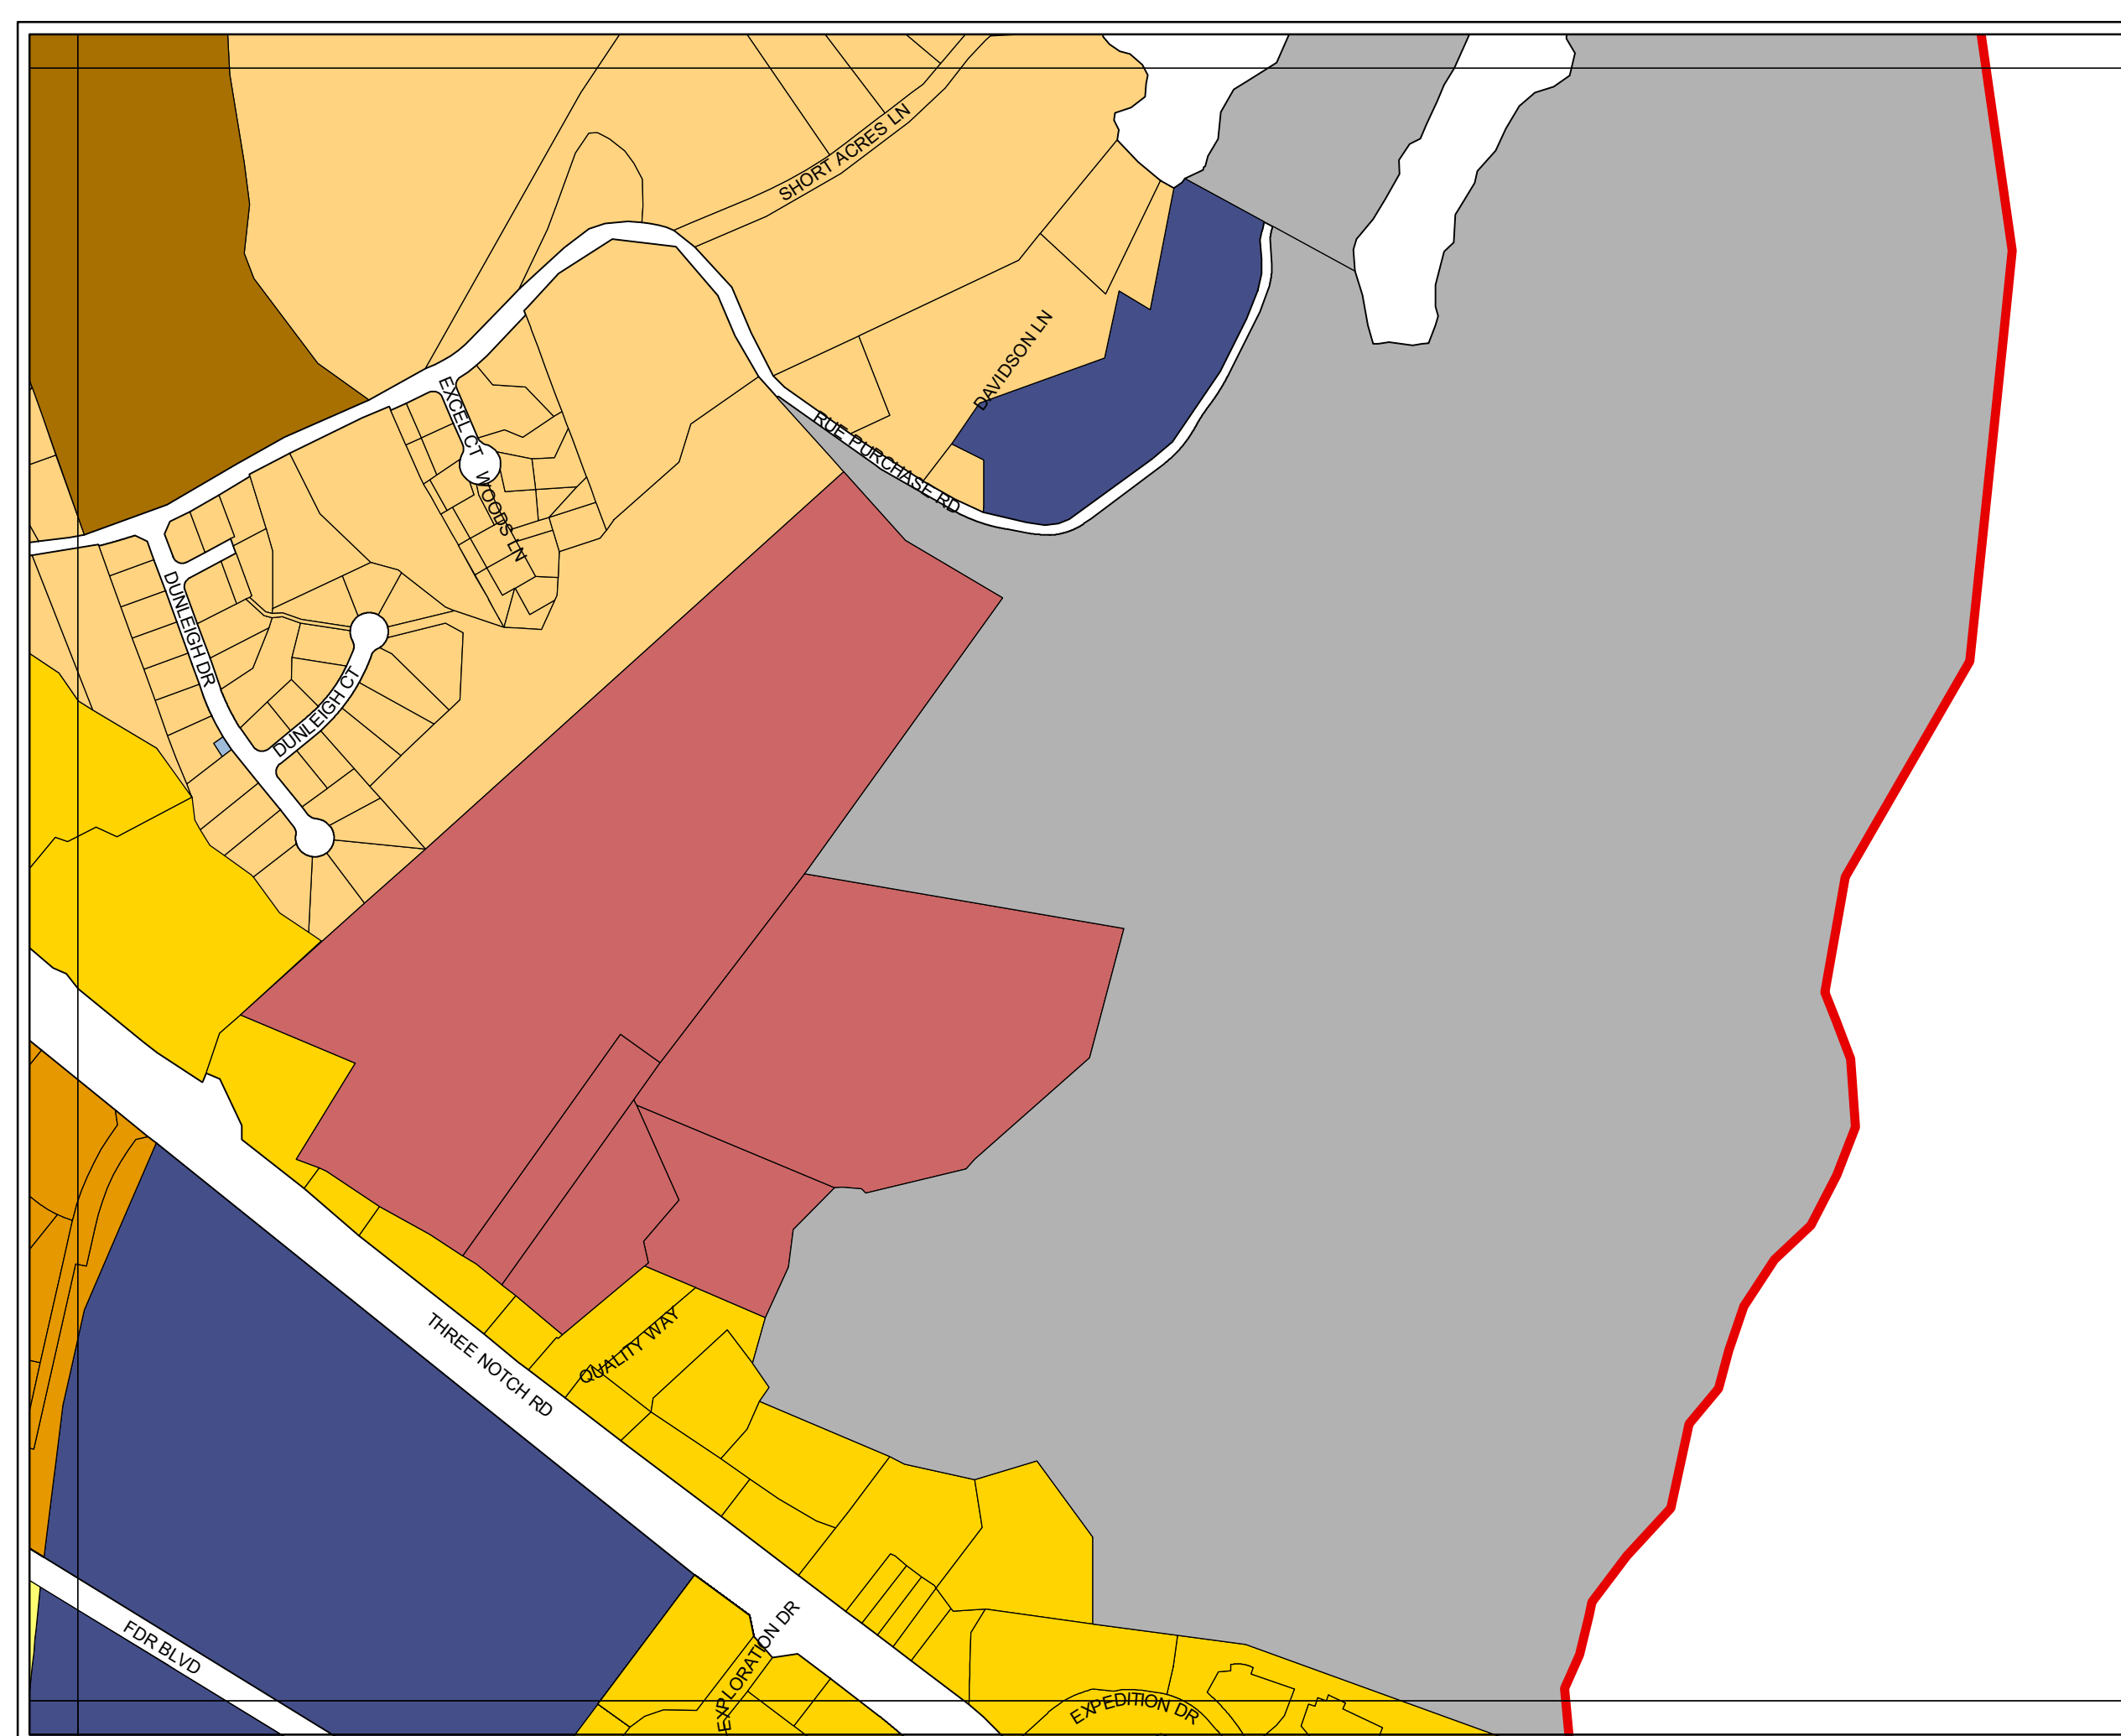 SHORT ACRES LN
DAVIDSON LN
EXCEL CT
RUE PURCHASE RD
WOODS LN
DUNLEIGH DR
DUNLEIGH CT
THREE NOTCH RD
QUALITY WAY
FDR BLVD
EXPLORATION DR
EXPEDITION DR